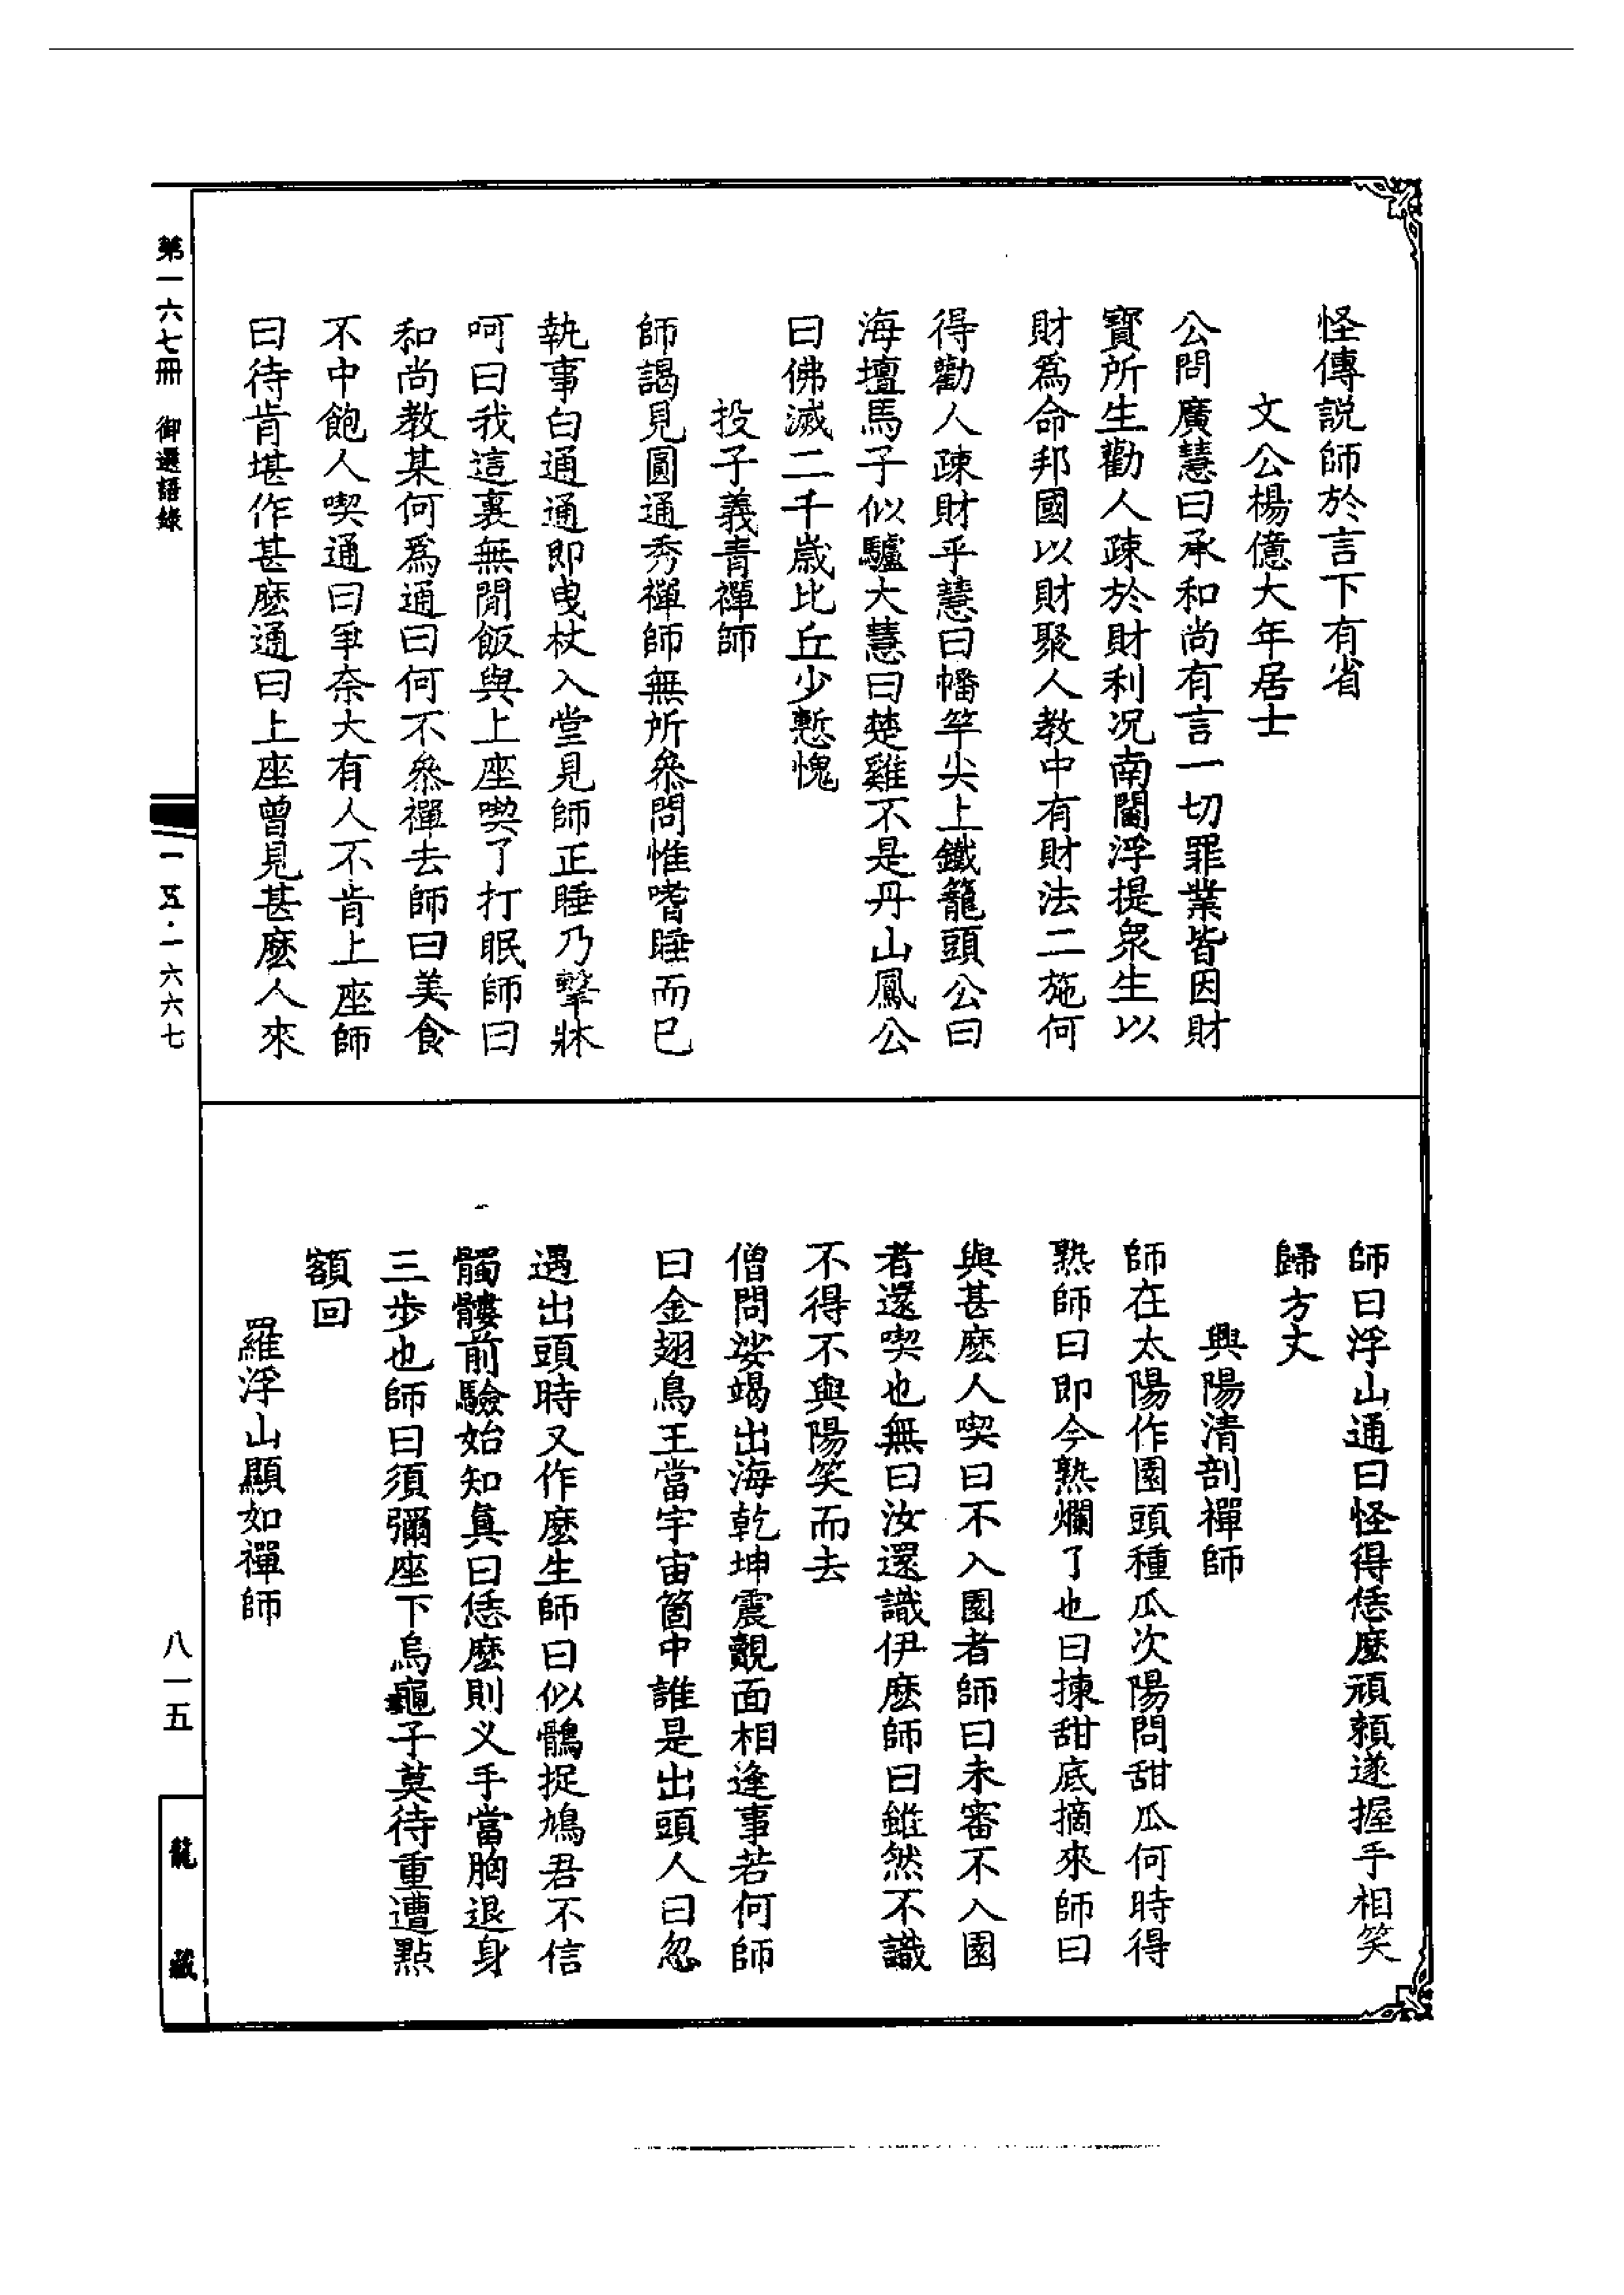 怪傳説師於言下有省
文公楊億大年居士
公問廣慧曰承和尚有言一切罪業皆因財
寶所生勸人疎於財利况南閻浮提衆生以
財爲命邦國以財聚人教中有財法二施何
得勸人疎財乎慧曰幡竿尖上鐵籠頭公曰
海壇馬子似驢大慧曰楚雞不是丹山鳳公
曰佛滅二千歲比丘少慙愧
投子義青禪師
師謁見圓通秀禪師無所叅問惟嗜睡而已
執事白通通即曳杖入堂見師正睡乃擊牀
呵曰我這裏無閒飯與上座喫了打眠師曰
和尚教某何爲通曰何不叅禪去師曰美食
不中飽人喫通曰爭奈大有人不肯上座師
曰待肯堪作甚麽通曰上座曾見甚麽人來
師曰浮山通曰怪得恁麽頑賴遂握手相笑
歸方丈
興陽清剖禪師
師在太陽作園頭種瓜次陽問甜瓜何時得
熟師曰即今熟爛了也曰揀甜底摘來師曰
與甚麽人喫曰不入園者師曰未審不入園
者還喫也無曰汝還識伊麽師曰雖然不識
不得不與陽笑而去
僧問娑竭出海乾坤震覿面相逢事若何師
曰金翅鳥王當宇宙箇中誰是出頭人曰忽
遇出頭時又作麽生師曰似鶻捉鳩君不信
髑髏前驗始知眞曰恁麽則义手當胸退身
三步也師曰須彌座下烏龜子莫待重遭點
額回
羅浮山顯如禪師
第一六七冊 御選語錄
一五·一六六七
八一五
龍藏